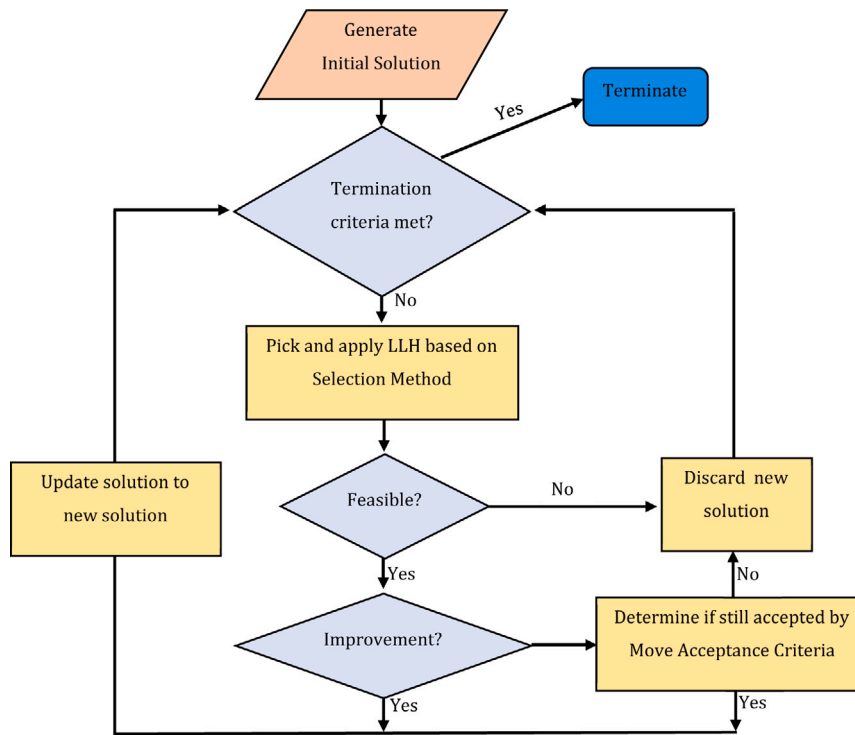 Generate
Initial Solution
Terminate
Yes
Termination
criteria met?
No
Pick and apply LLH based on
Selection Method
Update solution to
new solution
Feasible?
No
Discard new
solution
Yes
No
Improvement?
Determine if still accepted by
Move Acceptance Criteria
Yes
Yes